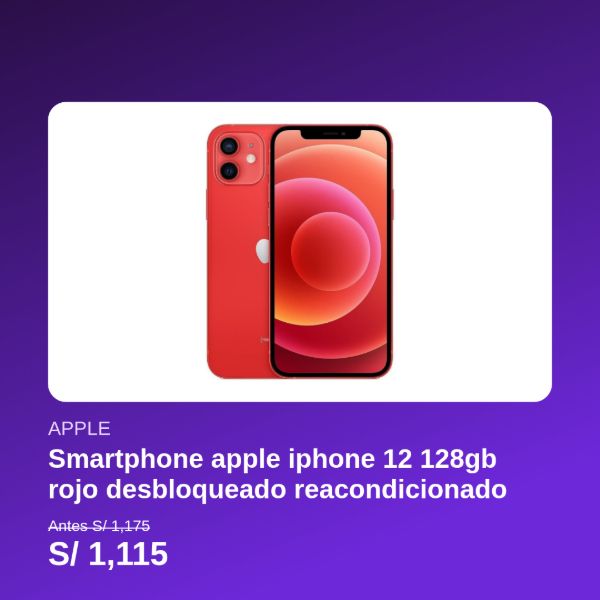 APPLE
Smartphone apple iphone 12 128gb
rojo desbloqueado reacondicionado
Antes S/ 1,175
S/ 1,115